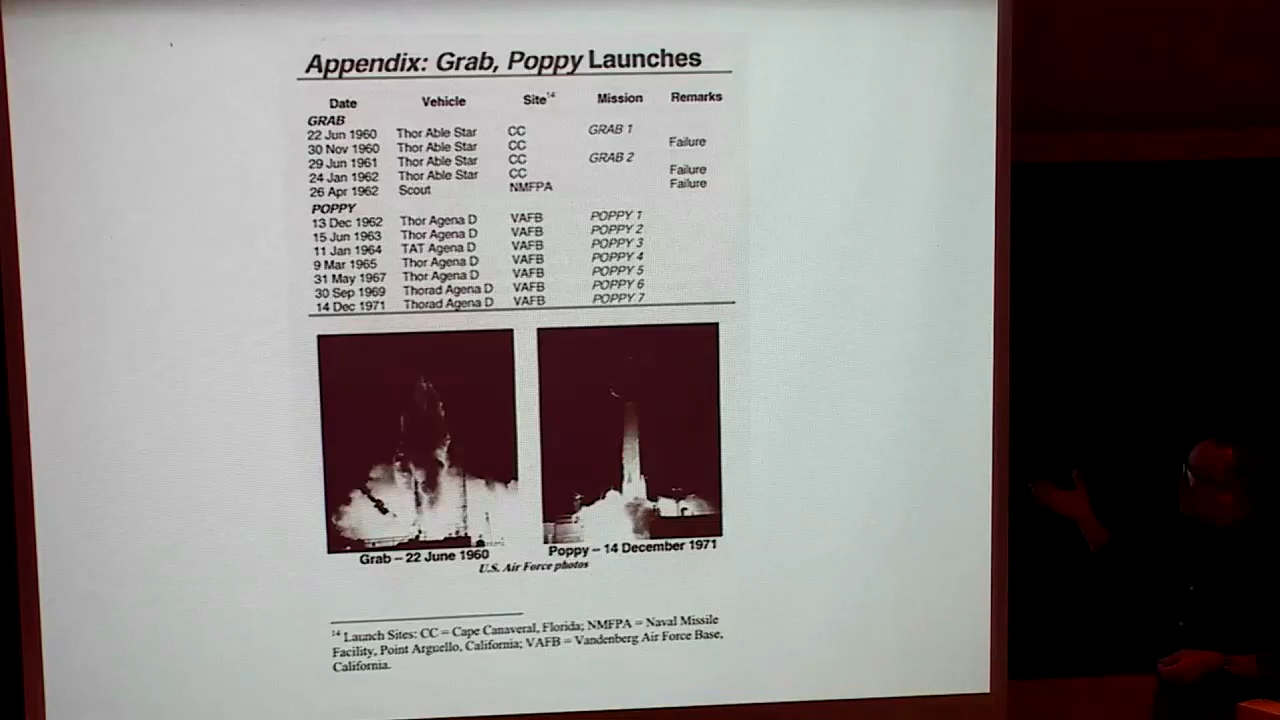 Appendix: Grab, Poppy Launches
Date Vehicle Site14 Mission Remarks
GRAB
22 Jun 1960 Thor Able Star CC GRAB 1
30 Nov 1960 Thor Able Star CC Failure
29 Jun 1961 Thor Able Star CC GRAB 2
24 Jan 1962 Thor Able Star CC Failure
26 Apr 1962 Scout NMFPA Failure
POPPY
13 Dec 1962 Thor Agena D VAFB POPPY 1
15 Jun 1963 Thor Agena D VAFB POPPY 2
11 Jan 1964 TAT Agena D VAFB POPPY 3
9 Mar 1965 Thor Agena D VAFB POPPY 4
31 May 1967 Thor Agena D VAFB POPPY 5
30 Sep 1969 Thorad Agena D VAFB POPPY 6
14 Dec 1971 Thorad Agena D VAFB POPPY 7
Grab – 22 June 1960
Poppy – 14 December 1971
U.S. Air Force photos
14 Launch Sites: CC = Cape Canaveral, Florida; NMFPA = Naval Missile
Facility, Point Arguello, California; VAFB = Vandenberg Air Force Base,
California.